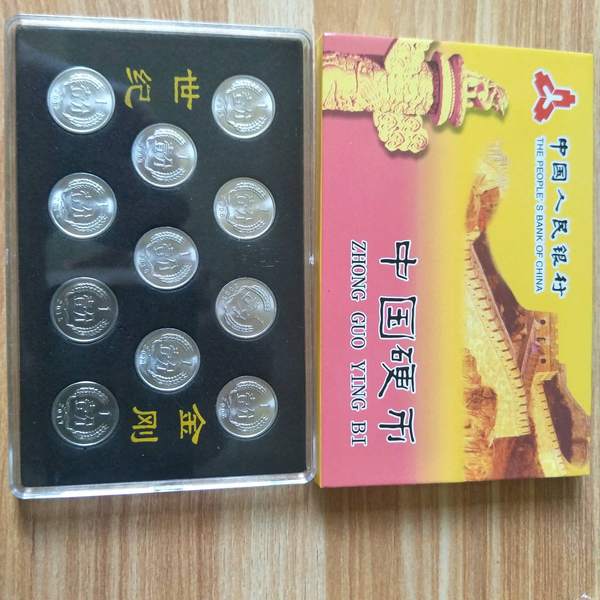 中国人民银行
THE PEOPLE'S BANK OF CHINA
中国硬币
ZHONG GUO YING BI
世纪 金刚